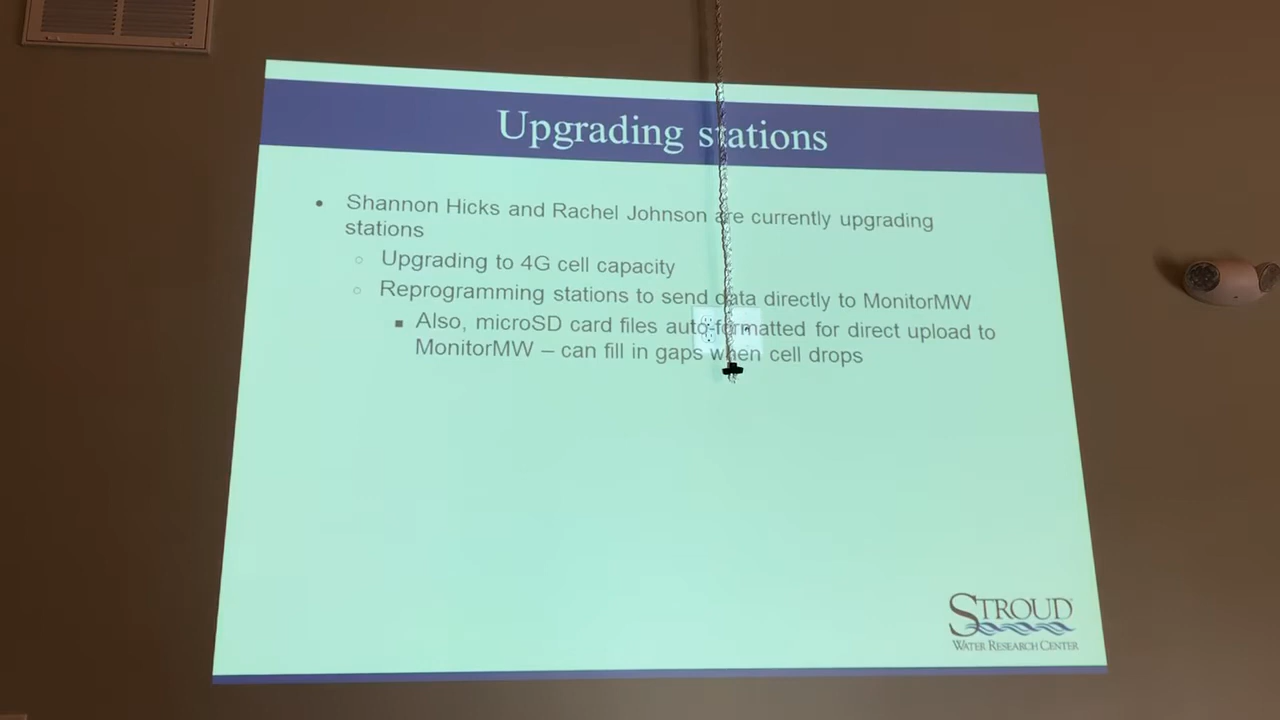 Upgrading stations
• Shannon Hicks and Rachel Johnson are currently upgrading
stations
○ Upgrading to 4G cell capacity
○ Reprogramming stations to send data directly to MonitorMW
■ Also, microSD card files auto-formatted for direct upload to
MonitorMW – can fill in gaps when cell drops
STROUD
WATER RESEARCH CENTER